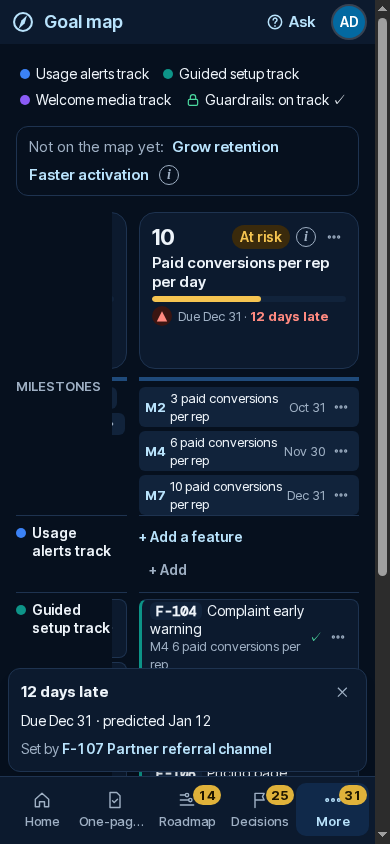 Goal map
Ask
AD
Usage alerts track
Guided setup track
Welcome media track
Guardrails: on track ✓
Not on the map yet: Grow retention
Faster activation
i
10
At risk
i
•••
Paid conversions per rep
per day
Due Dec 31 · 12 days late
MILESTONES
M2
3 paid conversions
per rep
Oct 31
•••
M4
6 paid conversions
per rep
Nov 30
•••
M7
10 paid conversions
per rep
Dec 31
•••
Usage
alerts track
+ Add a feature
+ Add
Guided
setup track
F-104 Complaint early
warning
M4 6 paid conversions per
rep
✓
•••
12 days late
Due Dec 31 · predicted Jan 12
Set by F-107 Partner referral channel
Home
One-pag…
14
Roadmap
25
Decisions
31
More